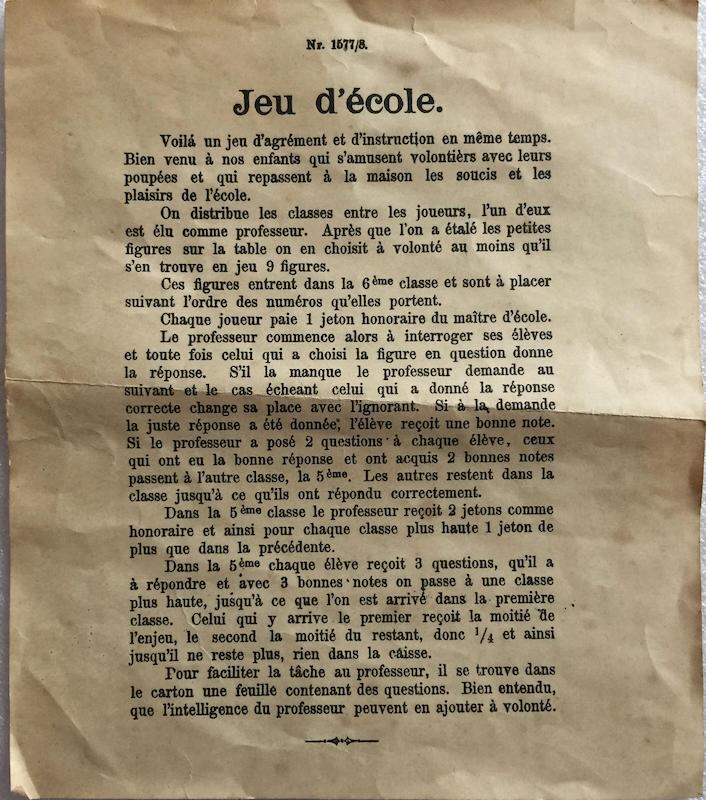 Nr. 1577/8.
Jeu d'école.
Voilá un jeu d'agrément et d'instruction en même temps.
Bien venu à nos enfants qui s'amusent volontièrs avec leurs
poupées et qui repassent à la maison les soucis et les
plaisirs de l'école.
On distribue les classes entre les joueurs, l'un d'eux
est élu comme professeur. Après que l'on a étalé les petites
figures sur la table on en choisit à volonté au moins qu'il
s'en trouve en jeu 9 figures.
Ces figures entrent dans la 6ème classe et sont à placer
suivant l'ordre des numéros qu'elles portent.
Chaque joueur paie 1 jeton honoraire du maître d'école.
Le professeur commence alors à interroger ses élèves
et toute fois celui qui a choisi la figure en question donne
la réponse. S'il la manque le professeur demande au
suivant et le cas écheant celui qui a donné la réponse
correcte change sa place avec l'ignorant. Si à la demande
la juste réponse a été donnée, l'élève reçoit une bonne note.
Si le professeur a posé 2 questions à chaque élève, ceux
qui ont eu la bonne réponse et ont acquis 2 bonnes notes
passent à l'autre classe, la 5ème. Les autres restent dans la
classe jusqu'à ce qu'ils ont répondu correctement.
Dans la 5ème classe le professeur reçoit 2 jetons comme
honoraire et ainsi pour chaque classe plus haute 1 jeton de
plus que dans la précédente.
Dans la 5ème chaque élève reçoit 3 questions, qu'il a
à répondre et avec 3 bonnes notes on passe à une classe
plus haute, jusqu'à ce que l'on est arrivé dans la première
classe. Celui qui y arrive le premier reçoit la moitié de
l'enjeu, le second la moitié du restant, donc 1/4 et ainsi
jusqu'il ne reste plus, rien dans la câisse.
Pour faciliter la tâche au professeur, il se trouve dans
le carton une feuille contenant des questions. Bien entendu,
que l'intelligence du professeur peuvent en ajouter à volonté.